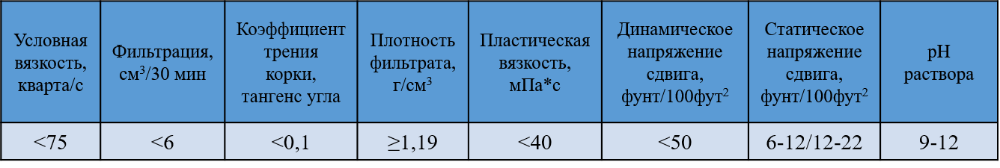 Условная
вязкость,
кварта/с
Фильтрация,
см³/30 мин
Коэффициент
трения
корки,
тангенс угла
Плотность
фильтрата,
г/см³
Пластическая
вязкость,
мПа*с
Динамическое
напряжение
сдвига,
фунт/100фут²
Статическое
напряжение
сдвига,
фунт/100фут²
pH
раствора
<75
<6
<0,1
≥1,19
<40
<50
6-12/12-22
9-12